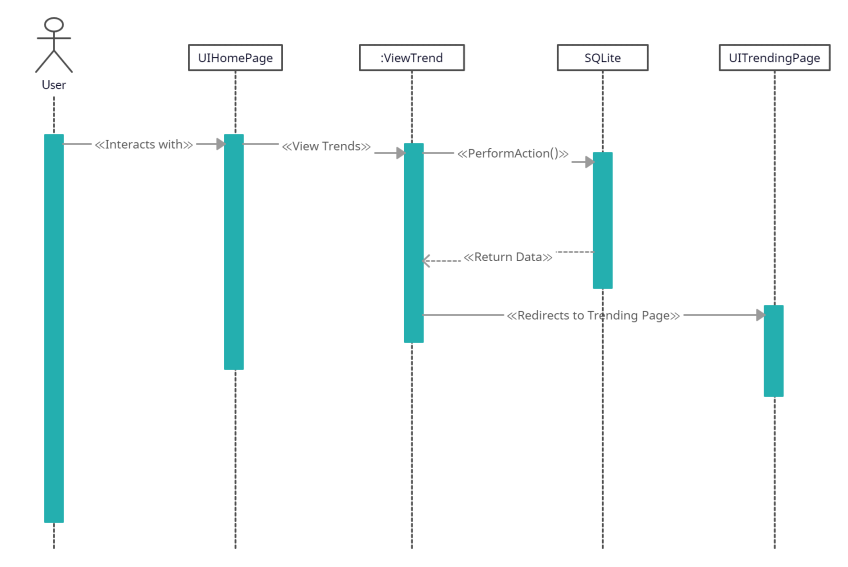 User
UIHomePage
:ViewTrend
SQLite
UITrendingPage
<<Interacts with>>
<<View Trends>>
<<PerformAction()>>
<<Return Data>>
<<Redirects to Trending Page>>